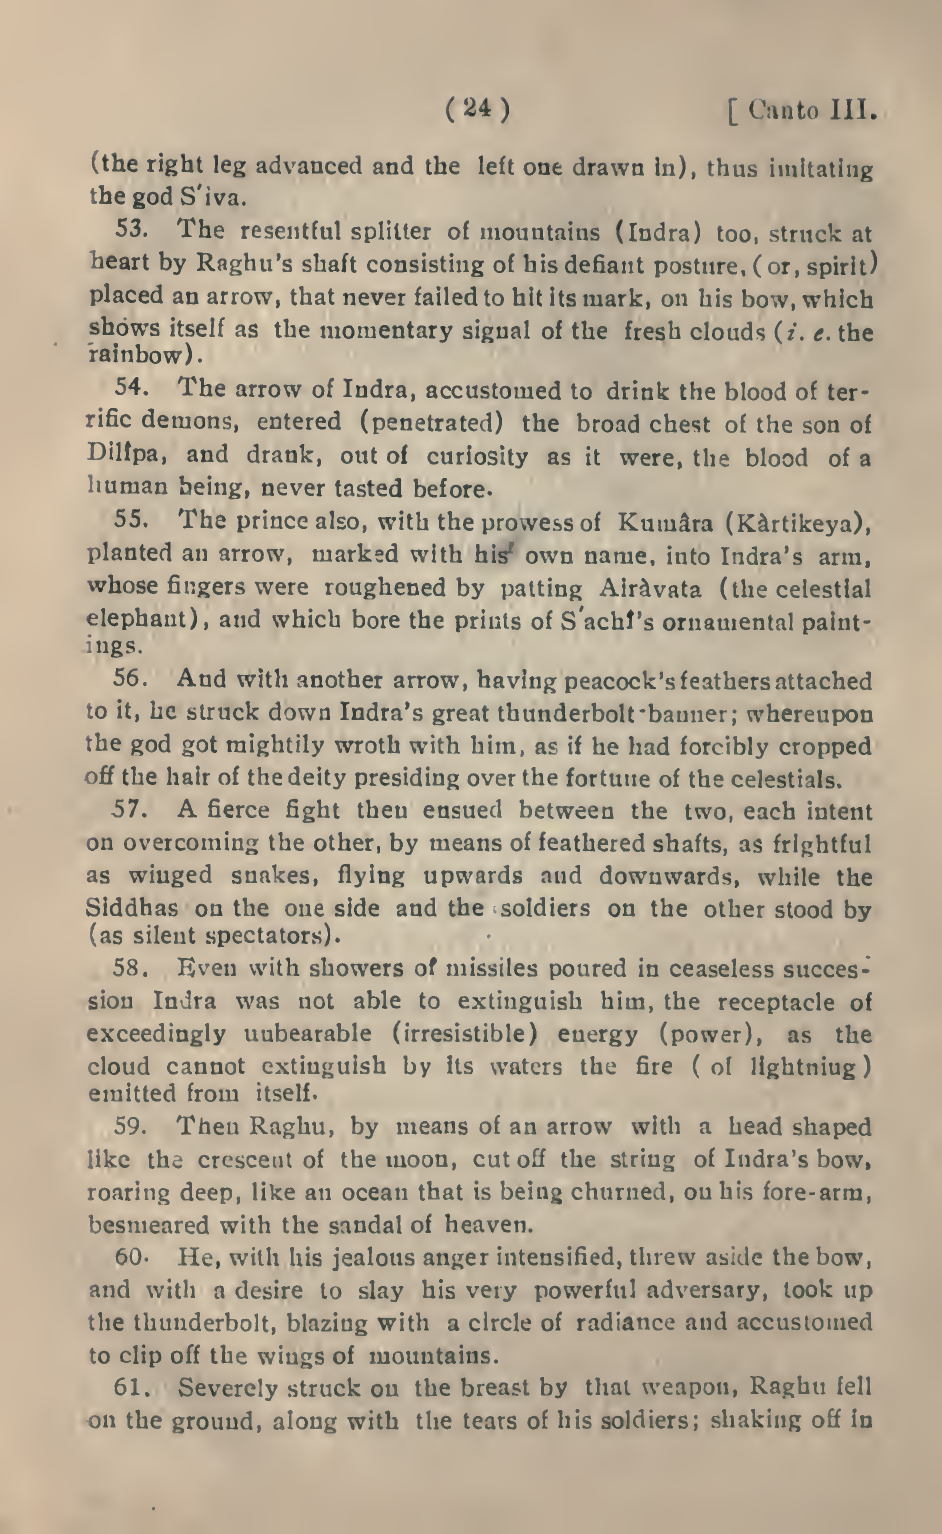 ( 24 ) [ Canto III.
(the right leg advanced and the left one drawn in), thus imitating
the god S'iva.
53. The resentful splitter of mountains (Indra) too, struck at
heart by Raghu's shaft consisting of his defiant posture, ( or, spirit)
placed an arrow, that never failed to hit its mark, on his bow, which
shows itself as the momentary signal of the fresh clouds (i. e. the
rainbow).
54. The arrow of Indra, accustomed to drink the blood of ter-
rific demons, entered (penetrated) the broad chest of the son of
Dilîpa, and drank, out of curiosity as it were, the blood of a
human being, never tasted before.
55. The prince also, with the prowess of Kumâra (Kàrtikeya),
planted an arrow, marked with his own name, into Indra's arm,
whose fingers were roughened by patting Airàvata (the celestial
elephant), and which bore the prints of S'achî's ornamental paint-
ings.
56. And with another arrow, having peacock's feathers attached
to it, he struck down Indra's great thunderbolt-banner; whereupon
the god got mightily wroth with him, as if he had forcibly cropped
off the hair of the deity presiding over the fortune of the celestials.
57. A fierce fight then ensued between the two, each intent
on overcoming the other, by means of feathered shafts, as frightful
as winged snakes, flying upwards and downwards, while the
Siddhas on the one side and the soldiers on the other stood by
(as silent spectators).
58. Even with showers of missiles poured in ceaseless succes-
sion Indra was not able to extinguish him, the receptacle of
exceedingly unbearable (irresistible) energy (power), as the
cloud cannot extinguish by its waters the fire ( of lightning )
emitted from itself.
59. Then Raghu, by means of an arrow with a head shaped
like the crescent of the moon, cut off the string of Indra's bow,
roaring deep, like an ocean that is being churned, on his fore-arm,
besmeared with the sandal of heaven.
60. He, with his jealous anger intensified, threw aside the bow,
and with a desire to slay his very powerful adversary, took up
the thunderbolt, blazing with a circle of radiance and accustomed
to clip off the wings of mountains.
61. Severely struck on the breast by that weapon, Raghu fell
on the ground, along with the tears of his soldiers; shaking off in